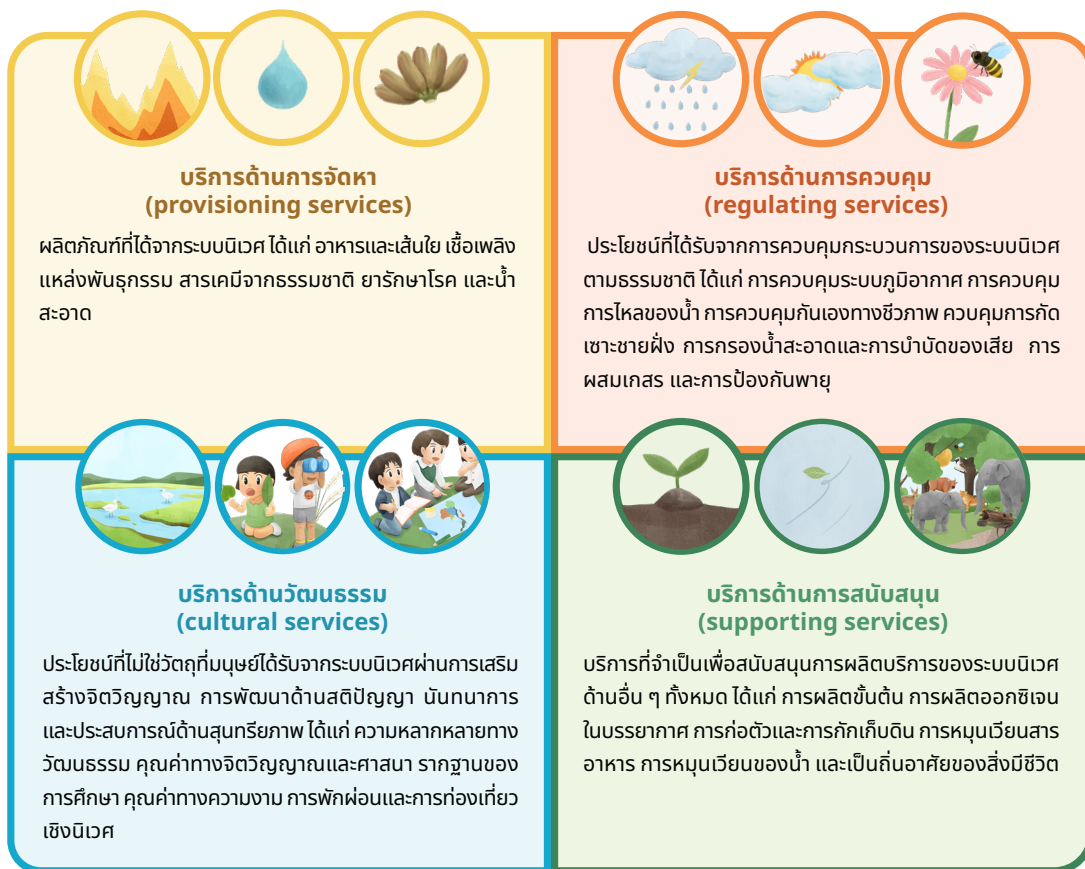 บริการด้านการจัดหา
(provisioning services)
ผลิตภัณฑ์ที่ได้จากระบบนิเวศ ได้แก่ อาหารและเส้นใย เชื้อเพลิง
แหล่งพันธุกรรม สารเคมีจากธรรมชาติ ยารักษาโรค และน้ำ
สะอาด
บริการด้านการควบคุม
(regulating services)
ประโยชน์ที่ได้รับจากการควบคุมกระบวนการของระบบนิเวศ
ตามธรรมชาติ ได้แก่ การควบคุมระบบภูมิอากาศ การควบคุม
การไหลของน้ำ การควบคุมกันเองทางชีวภาพ ควบคุมการกัด
เซาะชายฝั่ง การกรองน้ำสะอาดและการบำบัดของเสีย การ
ผสมเกสร และการป้องกันพายุ
บริการด้านวัฒนธรรม
(cultural services)
ประโยชน์ที่ไม่ใช่วัตถุที่มนุษย์ได้รับจากระบบนิเวศผ่านการเสริม
สร้างจิตวิญญาณ การพัฒนาด้านสติปัญญา นันทนาการ
และประสบการณ์ด้านสุนทรียภาพ ได้แก่ ความหลากหลายทาง
วัฒนธรรม คุณค่าทางจิตวิญญาณและศาสนา รากฐานของ
การศึกษา คุณค่าทางความงาม การพักผ่อนและการท่องเที่ยว
เชิงนิเวศ
บริการด้านการสนับสนุน
(supporting services)
บริการที่จำเป็นเพื่อสนับสนุนการผลิตบริการของระบบนิเวศ
ด้านอื่น ๆ ทั้งหมด ได้แก่ การผลิตขั้นต้น การผลิตออกซิเจน
ในบรรยากาศ การก่อตัวและการกักเก็บดิน การหมุนเวียนสาร
อาหาร การหมุนเวียนของน้ำ และเป็นถิ่นอาศัยของสิ่งมีชีวิต